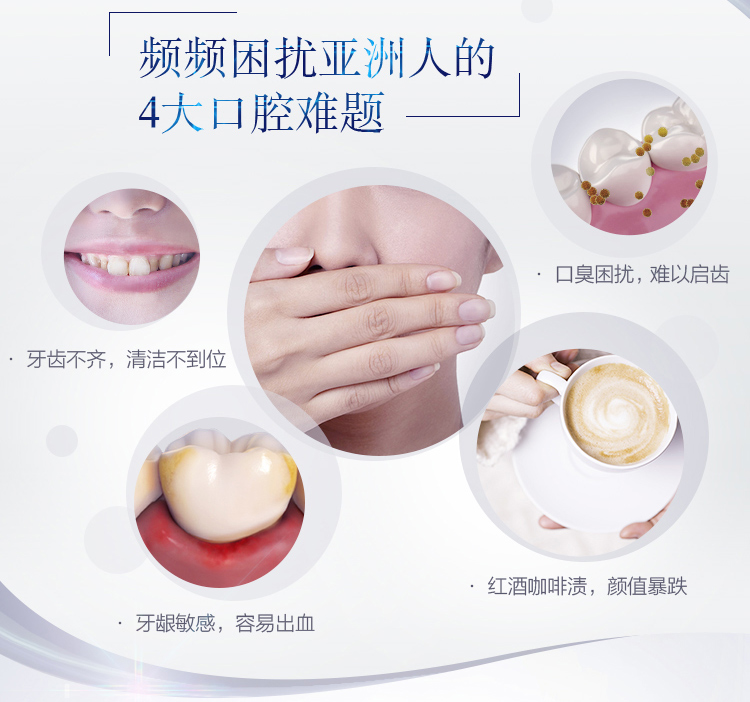 频频困扰亚洲人的
4大口腔难题
· 口臭困扰，难以启齿
· 牙齿不齐，清洁不到位
· 红酒咖啡渍，颜值暴跌
· 牙龈敏感，容易出血